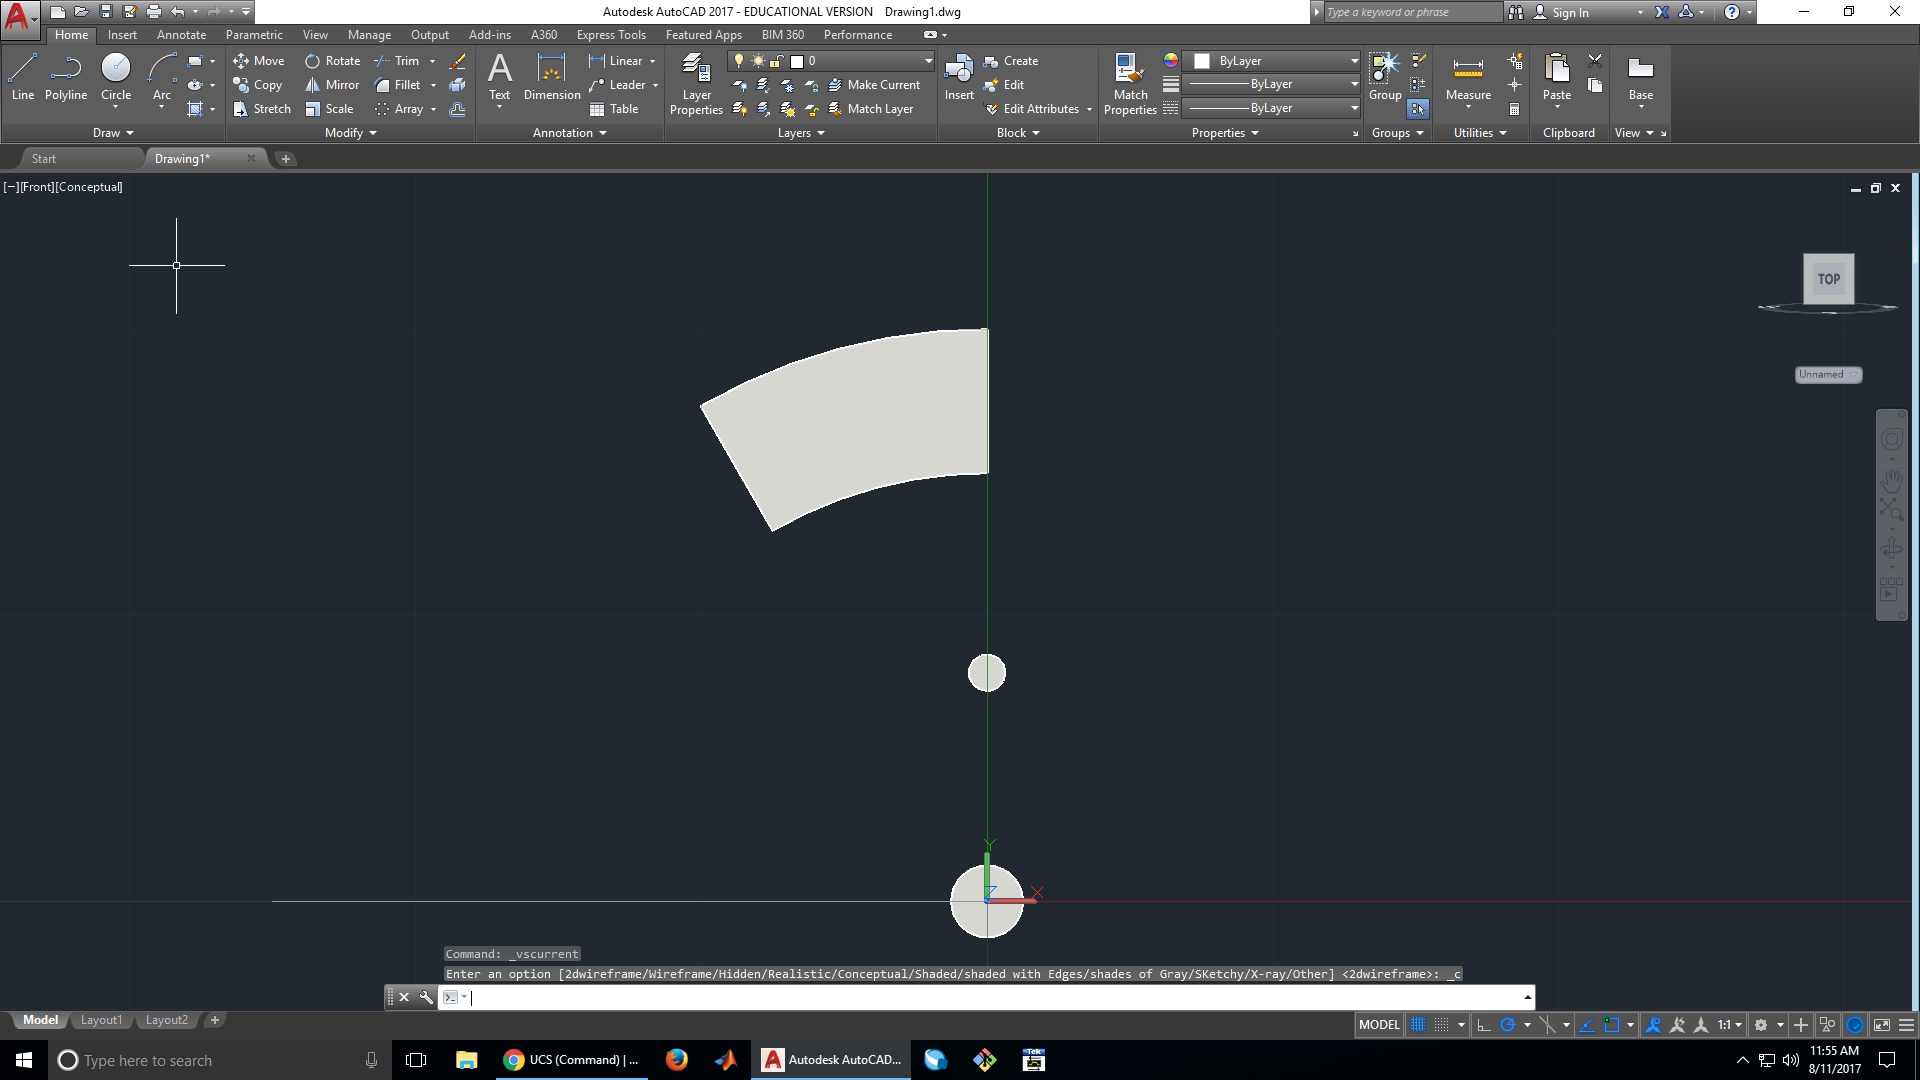 Autodesk AutoCAD 2017 - EDUCATIONAL VERSION Drawing1.dwg
Type a keyword or phrase
Sign In
Home Insert Annotate Parametric View Manage Output Add-ins A360 Express Tools Featured Apps BIM 360 Performance
Line Polyline Circle Arc
Draw
Move Rotate Trim
Copy Mirror Fillet
Stretch Scale Array
Modify
Text Dimension
Linear
Leader
Table
Annotation
Layer Properties
0
Make Current
Match Layer
Layers
Insert
Create
Edit
Edit Attributes
Block
Match Properties
ByLayer
ByLayer
ByLayer
Properties
Group
Groups
Measure
Utilities
Paste
Clipboard
Base
View
Start
Drawing1*
[−][Front][Conceptual]
TOP
Unnamed
Y
Z
X
Command: _vscurrent
Enter an option [2dwireframe/Wireframe/Hidden/Realistic/Conceptual/Shaded/shaded with Edges/shades of Gray/SKetchy/X-ray/Other] <2dwireframe>: _c
Model Layout1 Layout2
MODEL
1:1
Type here to search
UCS (Command) | ...
Autodesk AutoCAD...
Tek
11:55 AM
8/11/2017